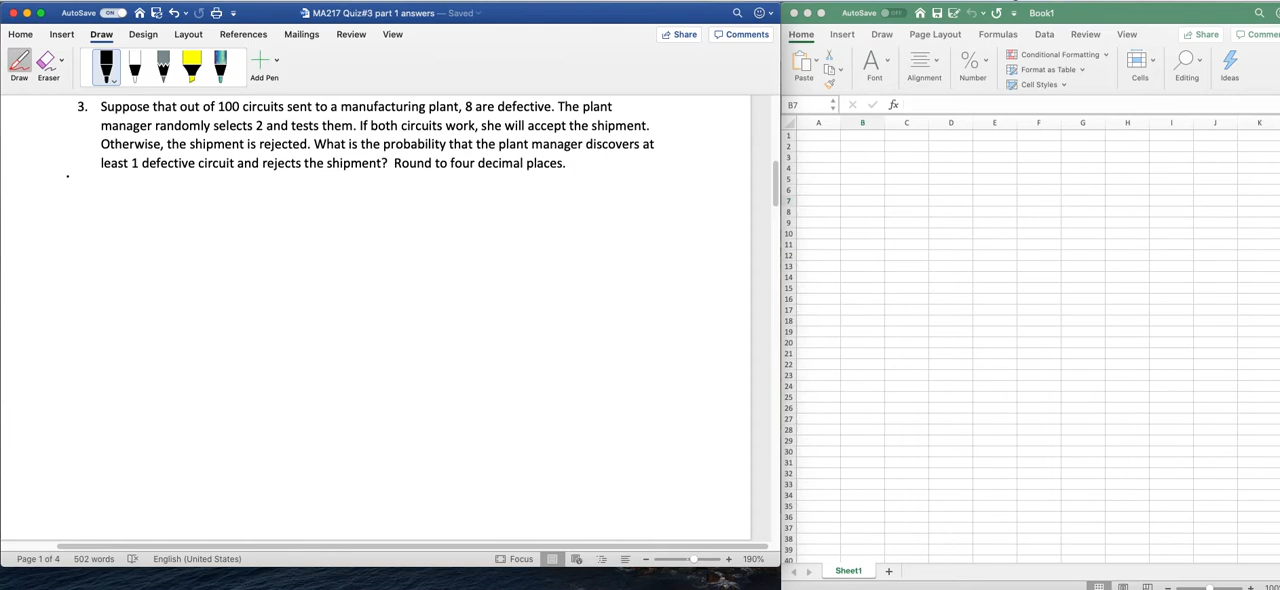 AutoSave ON MA217 Quiz#3 part 1 answers — Saved
Home Insert Draw Design Layout References Mailings Review View Share Comments
Draw Eraser Add Pen
3. Suppose that out of 100 circuits sent to a manufacturing plant, 8 are defective. The plant
manager randomly selects 2 and tests them. If both circuits work, she will accept the shipment.
Otherwise, the shipment is rejected. What is the probability that the plant manager discovers at
least 1 defective circuit and rejects the shipment? Round to four decimal places.
Page 1 of 4 502 words English (United States) Focus 190%
AutoSave OFF Book1
Home Insert Draw Page Layout Formulas Data Review View Share Comme
Paste Font Alignment Number Conditional Formatting Format as Table Cell Styles Cells Editing Ideas
B7 fx
A B C D E F G H I J K
1
2
3
4
5
6
7
8
9
10
11
12
13
14
15
16
17
18
19
20
21
22
23
24
25
26
27
28
29
30
31
32
33
34
35
36
37
38
39
40
Sheet1 +
100